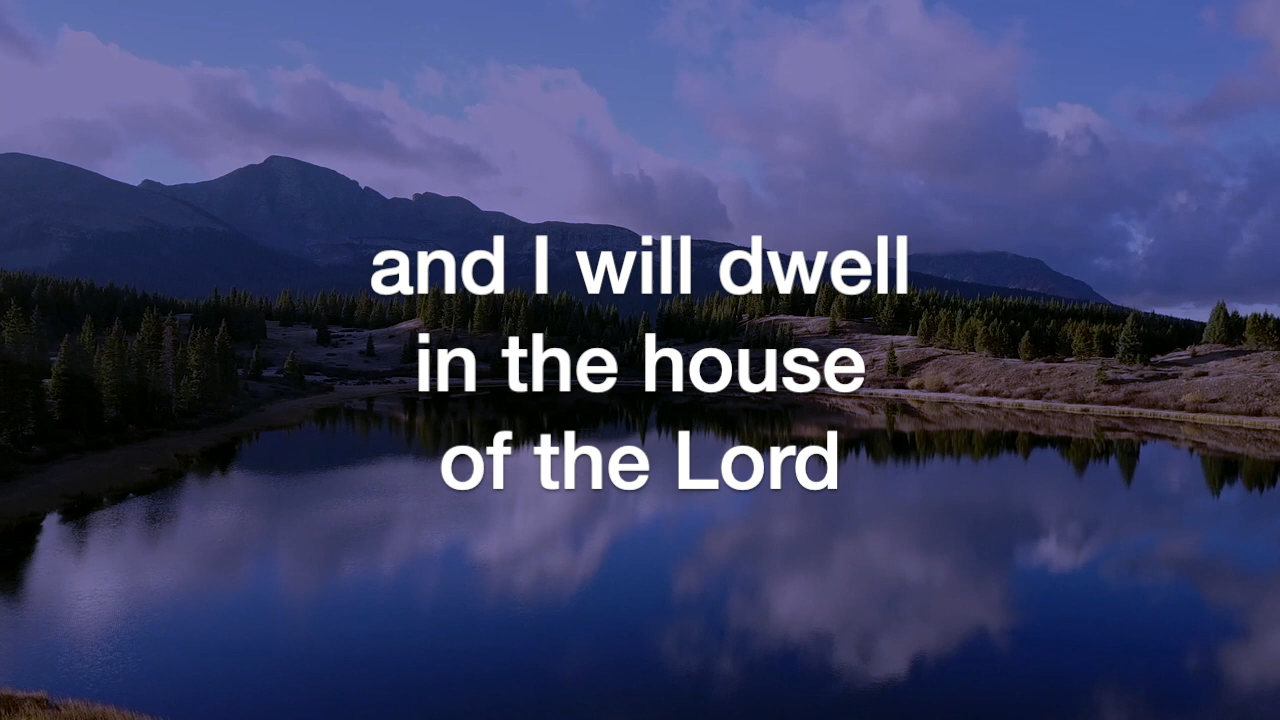 and I will dwell
in the house
of the Lord